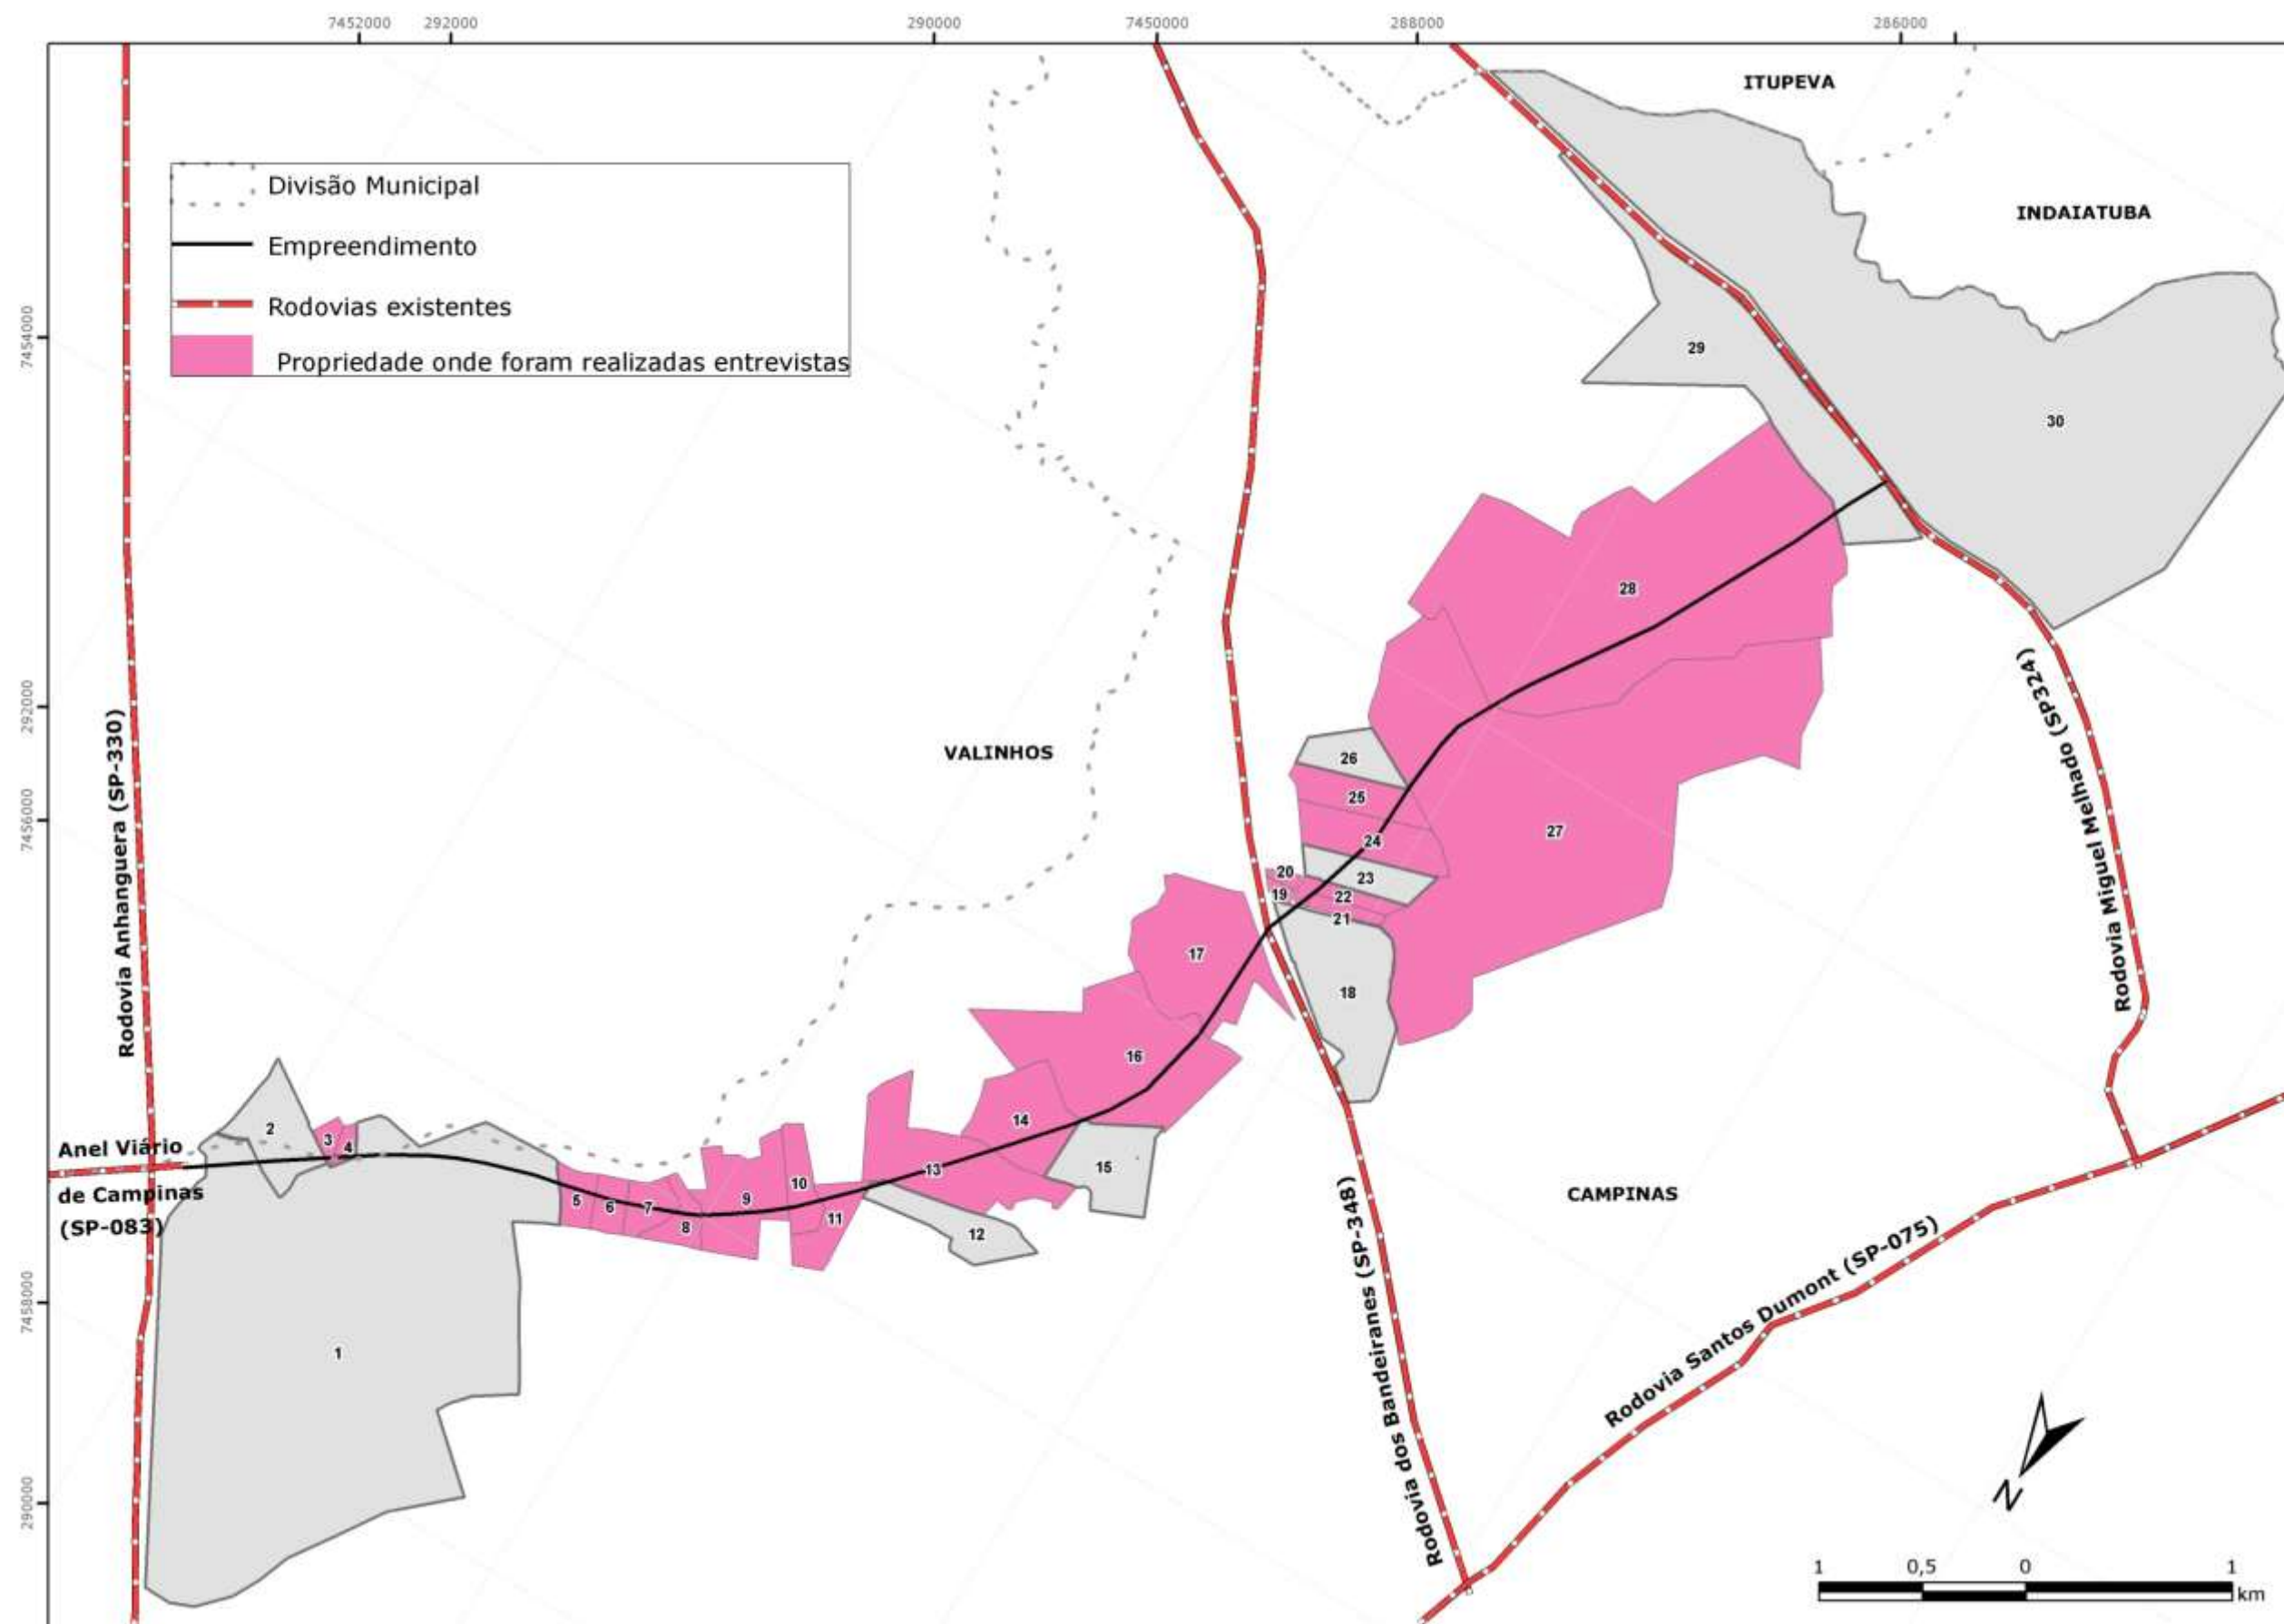 7452000 292000 290000 7450000 288000 286000
ITUPEVA
INDAIATUBA
Divisão Municipal
Empreendimento
Rodovias existentes
Propriedade onde foram realizadas entrevistas
7454000
292000
7456000
7458000
290000
Rodovia Anhanguera (SP-330)
Anel Viário
de Campinas
(SP-083)
VALINHOS
CAMPINAS
Rodovia dos Bandeiranes (SP-348)
Rodovia Miguel Melhado (SP324)
Rodovia Santos Dumont (SP-075)
1
2
3
4
5
6
7
8
9
10
11
12
13
14
15
16
17
18
19
20
21
22
23
24
25
26
27
28
29
30
N
1 0,5 0 1
km